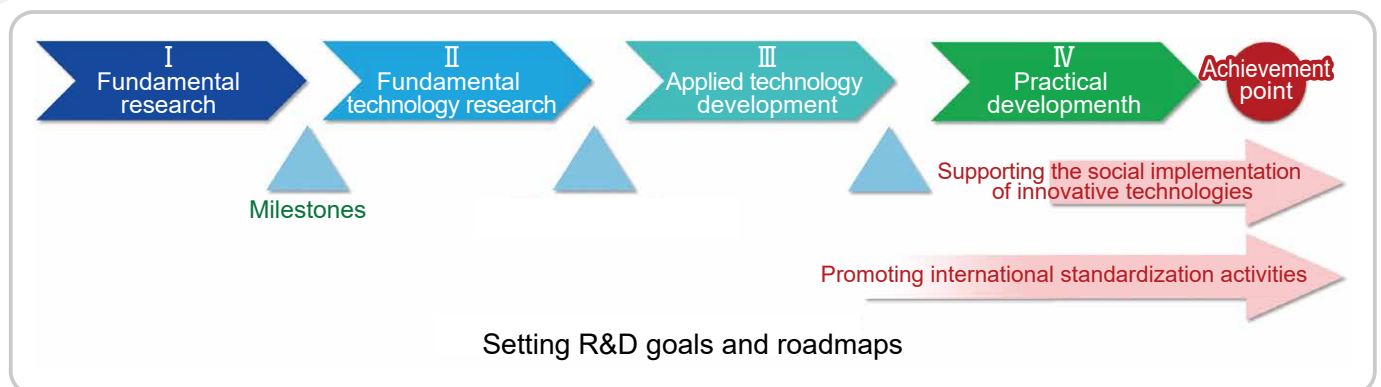 Ⅰ
Fundamental
research
Ⅱ
Fundamental
technology research
Ⅲ
Applied technology
development
Ⅳ
Practical
developmenth
Achievement
point
Milestones
Supporting the social implementation
of innovative technologies
Promoting international standardization activities
Setting R&D goals and roadmaps